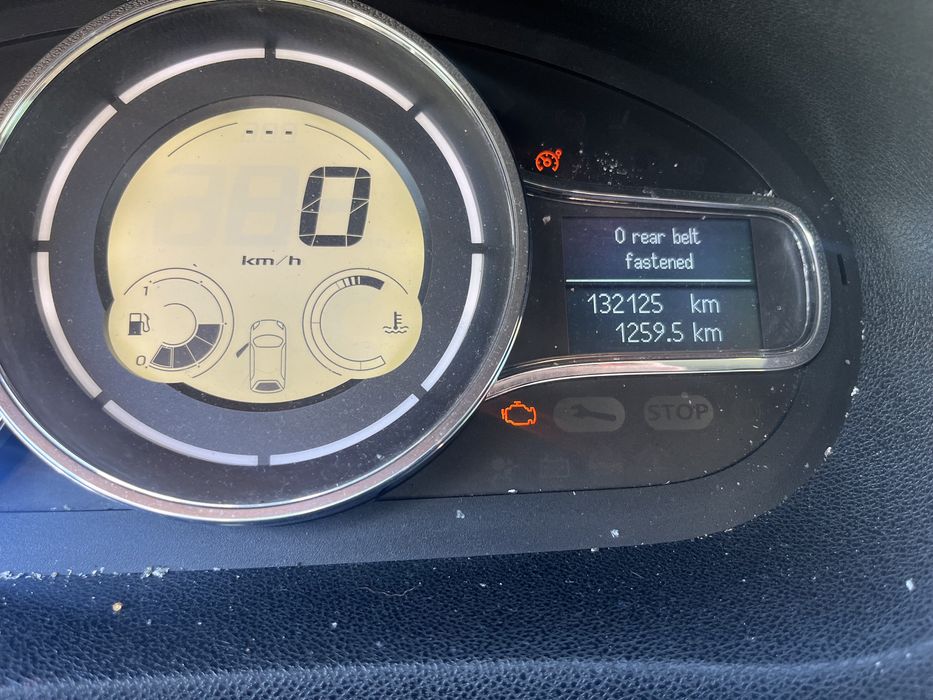 0
km/h
1
0
0 rear belt
fastened
132125 km
1259.5 km
STOP